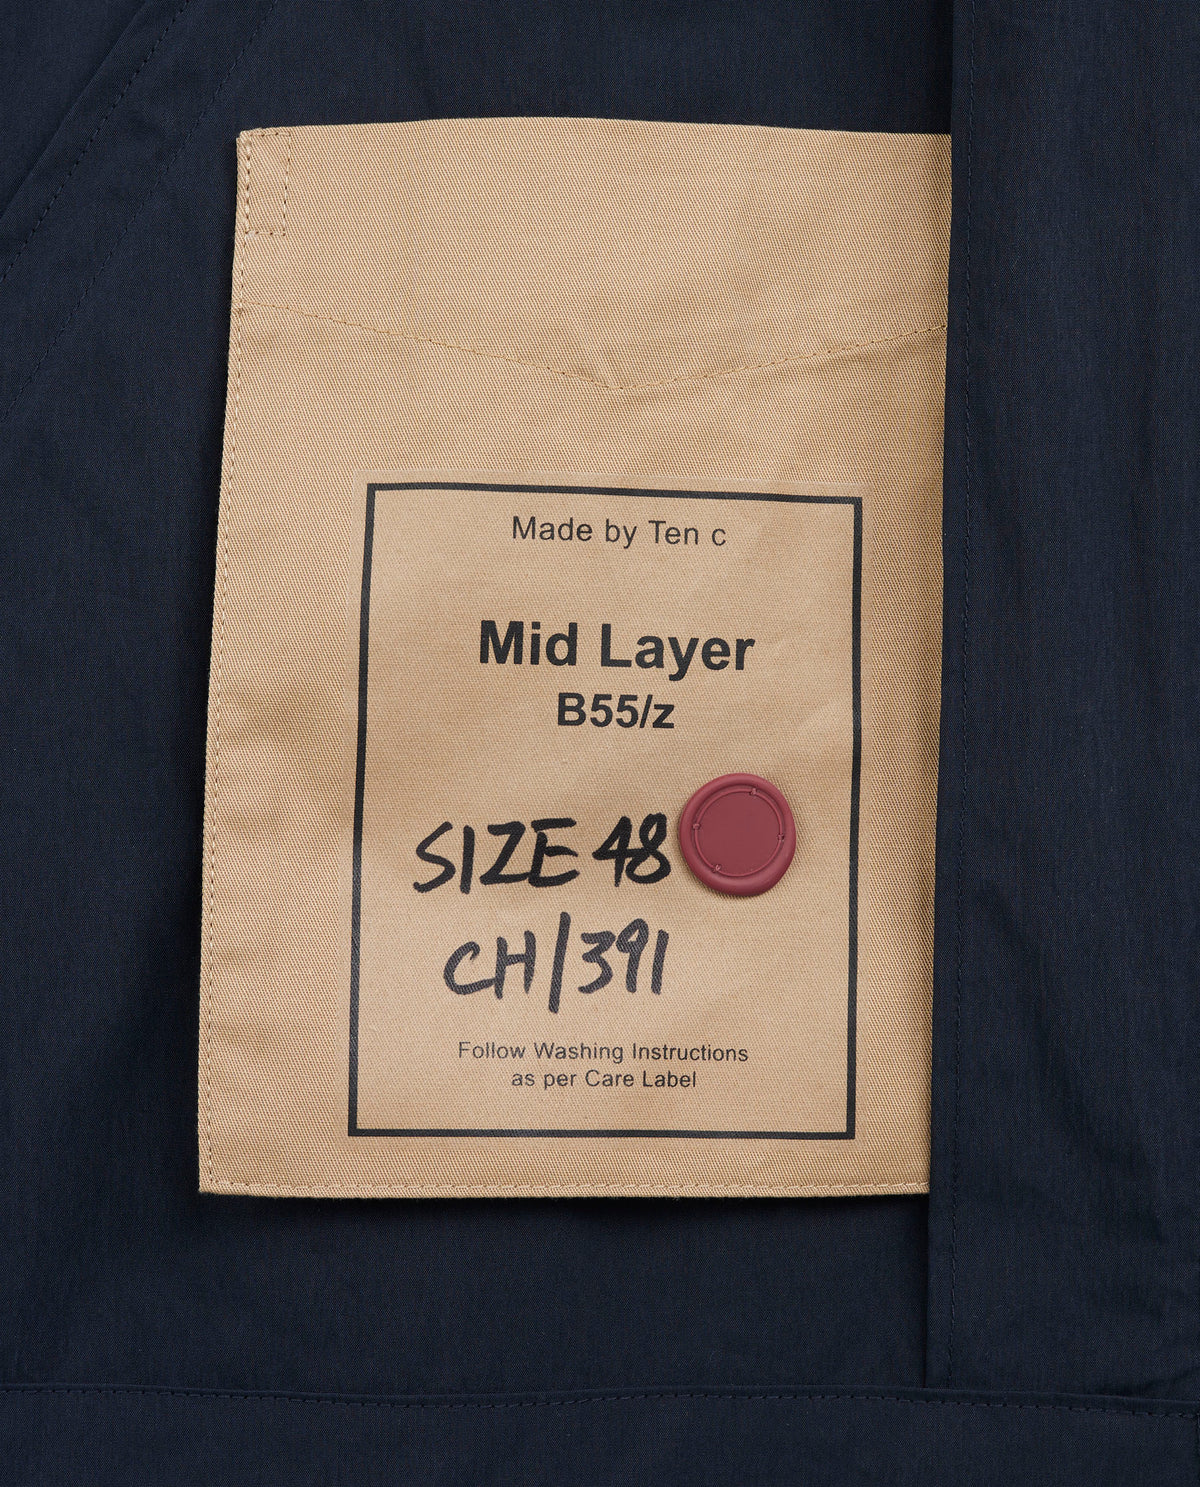 Made by Ten c
Mid Layer
B55/z
SIZE 48
CH/391
Follow Washing Instructions
as per Care Label